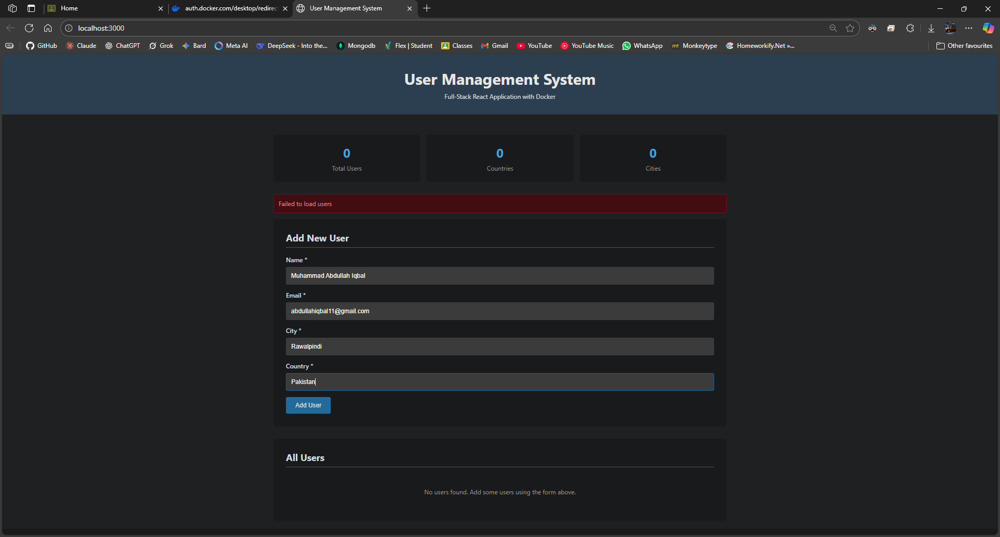 Home
auth.docker.com/desktop/redirec
User Management System
localhost:3000
GitHub
Claude
ChatGPT
Grok
Bard
Meta AI
DeepSeek - Into the...
Mongodb
Flex | Student
Classes
Gmail
YouTube
YouTube Music
WhatsApp
mt Monkeytype
Homeworkify.Net »...
Other favourites
User Management System
Full-Stack React Application with Docker
0
Total Users
0
Countries
0
Cities
Failed to load users
Add New User
Name *
Muhammad Abdullah Iqbal
Email *
abdullahiqbal11@gmail.com
City *
Rawalpindi
Country *
Pakistan
Add User
All Users
No users found. Add some users using the form above.